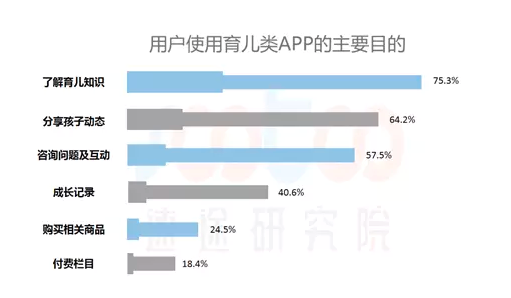 用户使用育儿类APP的主要目的
了解育儿知识 75.3%
分享孩子动态 64.2%
咨询问题及互动 57.5%
成长记录 40.6%
购买相关商品 24.5%
付费栏目 18.4%
速途研究院